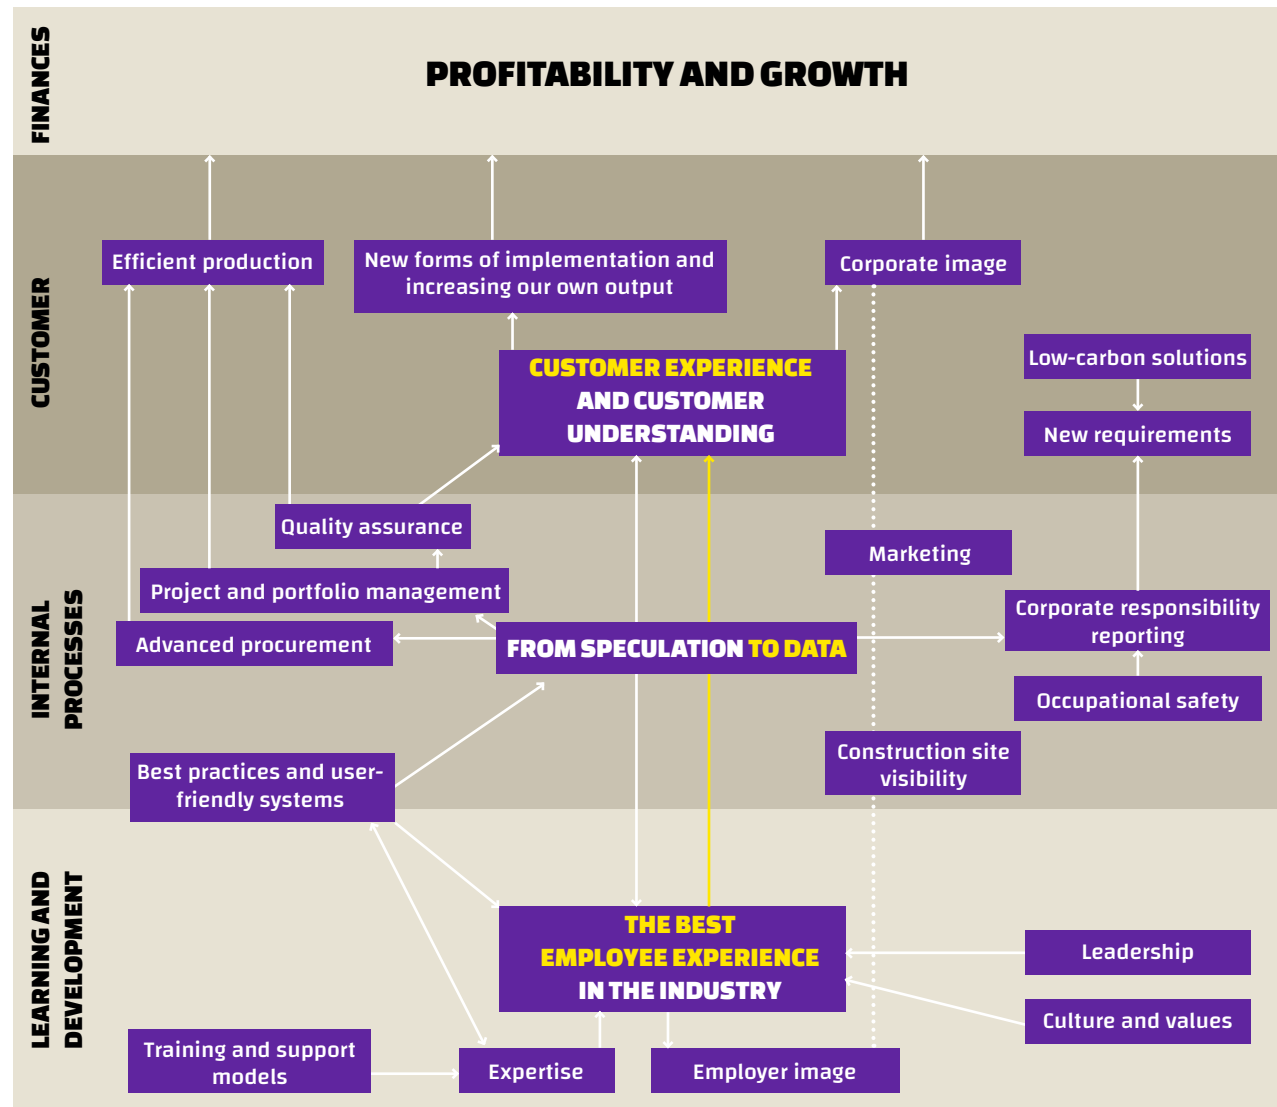 FINANCES
PROFITABILITY AND GROWTH
CUSTOMER
Efficient production
New forms of implementation and
increasing our own output
Corporate image
CUSTOMER EXPERIENCE
AND CUSTOMER
UNDERSTANDING
Low-carbon solutions
New requirements
INTERNAL
PROCESSES
Quality assurance
Project and portfolio management
Advanced procurement
FROM SPECULATION TO DATA
Marketing
Corporate responsibility
reporting
Occupational safety
Construction site
visibility
Best practices and user-
friendly systems
LEARNING AND
DEVELOPMENT
THE BEST
EMPLOYEE EXPERIENCE
IN THE INDUSTRY
Leadership
Culture and values
Training and support
models
Expertise
Employer image